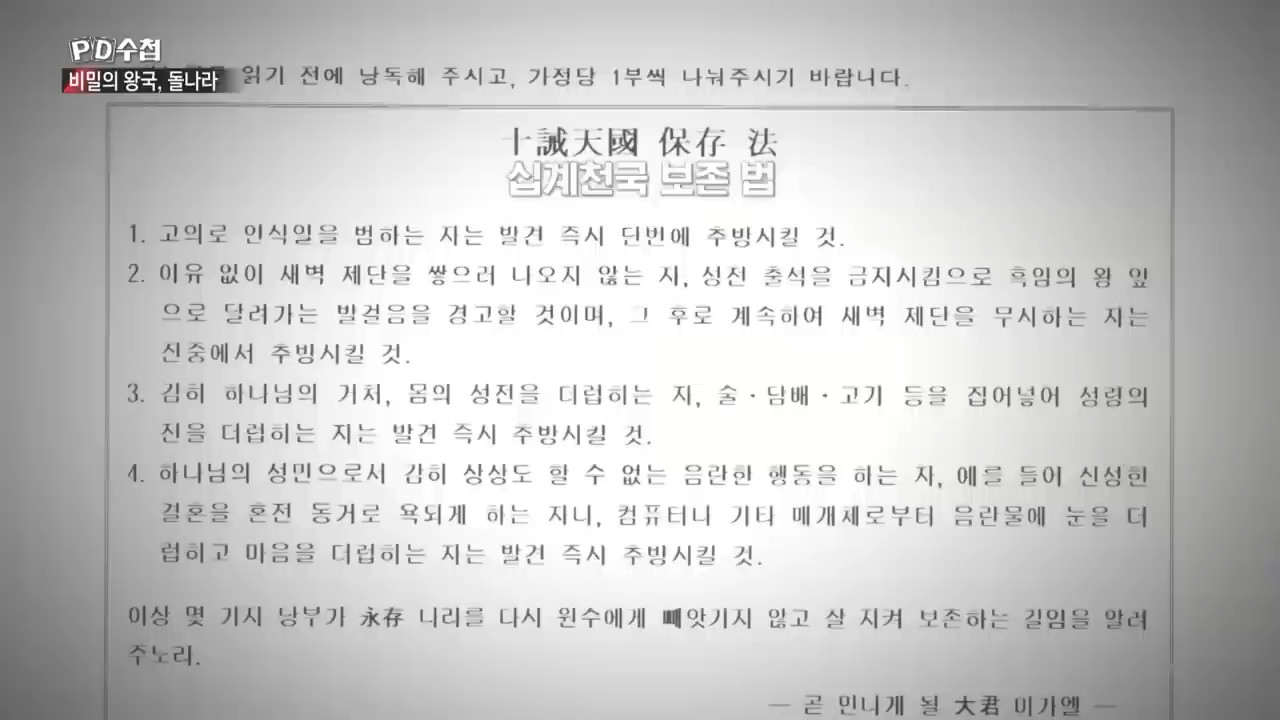 PD수첩
비밀의 왕국, 돌나라
읽기 전에 낭독해 주시고, 가정당 1부씩 나눠주시기 바랍니다.
十誡天國 保存 法
십계천국 보존 법
1. 고의로 안식일을 범하는 자는 발견 즉시 단번에 추방시킬 것.
2. 이유 없이 새벽 제단을 쌓으러 나오지 않는 자, 성전 출석을 금지시킴으로 흑암의 왕 앞
으로 달려가는 발걸음을 경고할 것이며, 그 후로 계속하여 새벽 제단을 무시하는 자는
진중에서 추방시킬 것.
3. 감히 하나님의 거처, 몸의 성전을 더럽히는 자, 술·담배·고기 등을 집어넣어 성령의
전을 더럽히는 자는 발견 즉시 추방시킬 것.
4. 하나님의 성민으로서 감히 상상도 할 수 없는 음란한 행동을 하는 자, 예를 들어 신성한
결혼을 혼전 동거로 욕되게 하는 자나, 컴퓨터나 기타 매개체로부터 음란물에 눈을 더
럽히고 마음을 더럽히는 자는 발견 즉시 추방시킬 것.
이상 몇 가지 당부가 永存 나라를 다시 원수에게 빼앗기지 않고 잘 지켜 보존하는 길임을 알려
주노라.
― 곧 만나게 될 大君 미가엘 ―